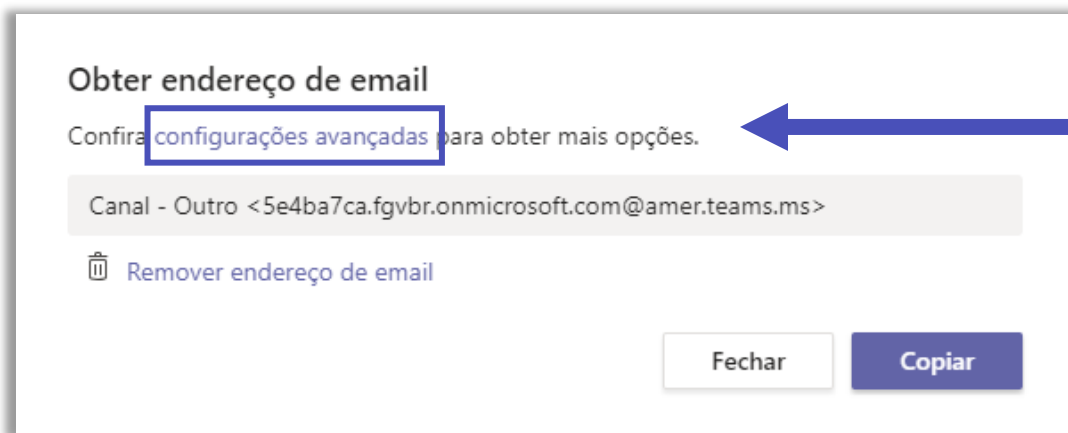 Obter endereço de email
Confira configurações avançadas para obter mais opções.
Canal - Outro <5e4ba7ca.fgvbr.onmicrosoft.com@amer.teams.ms>
Remover endereço de email
Fechar
Copiar